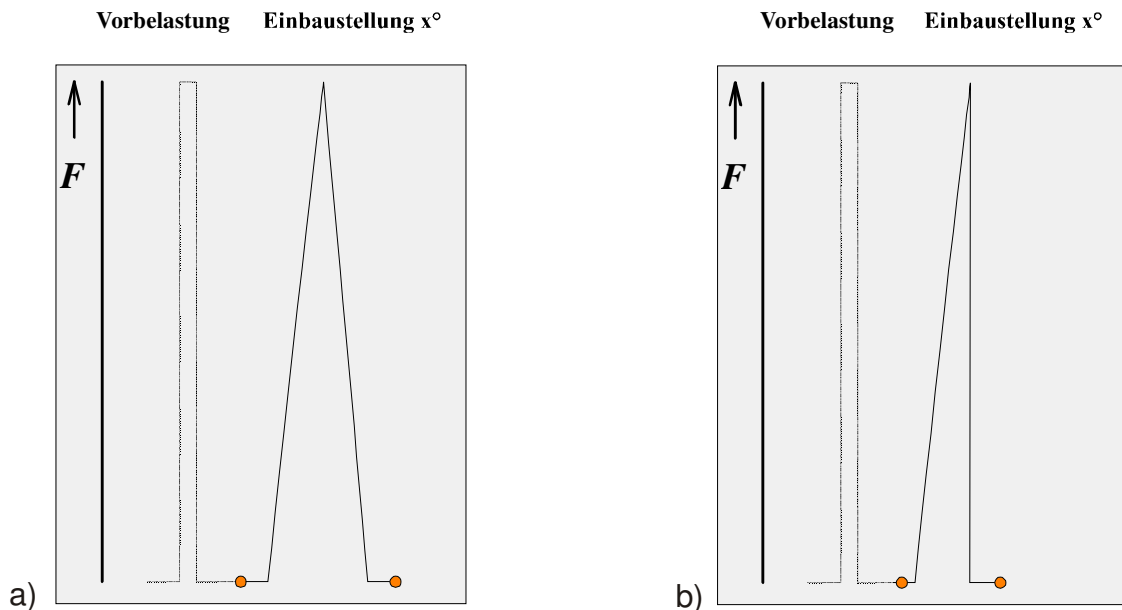 Vorbelastung Einbaustellung x°
F
a)
Vorbelastung Einbaustellung x°
F
b)